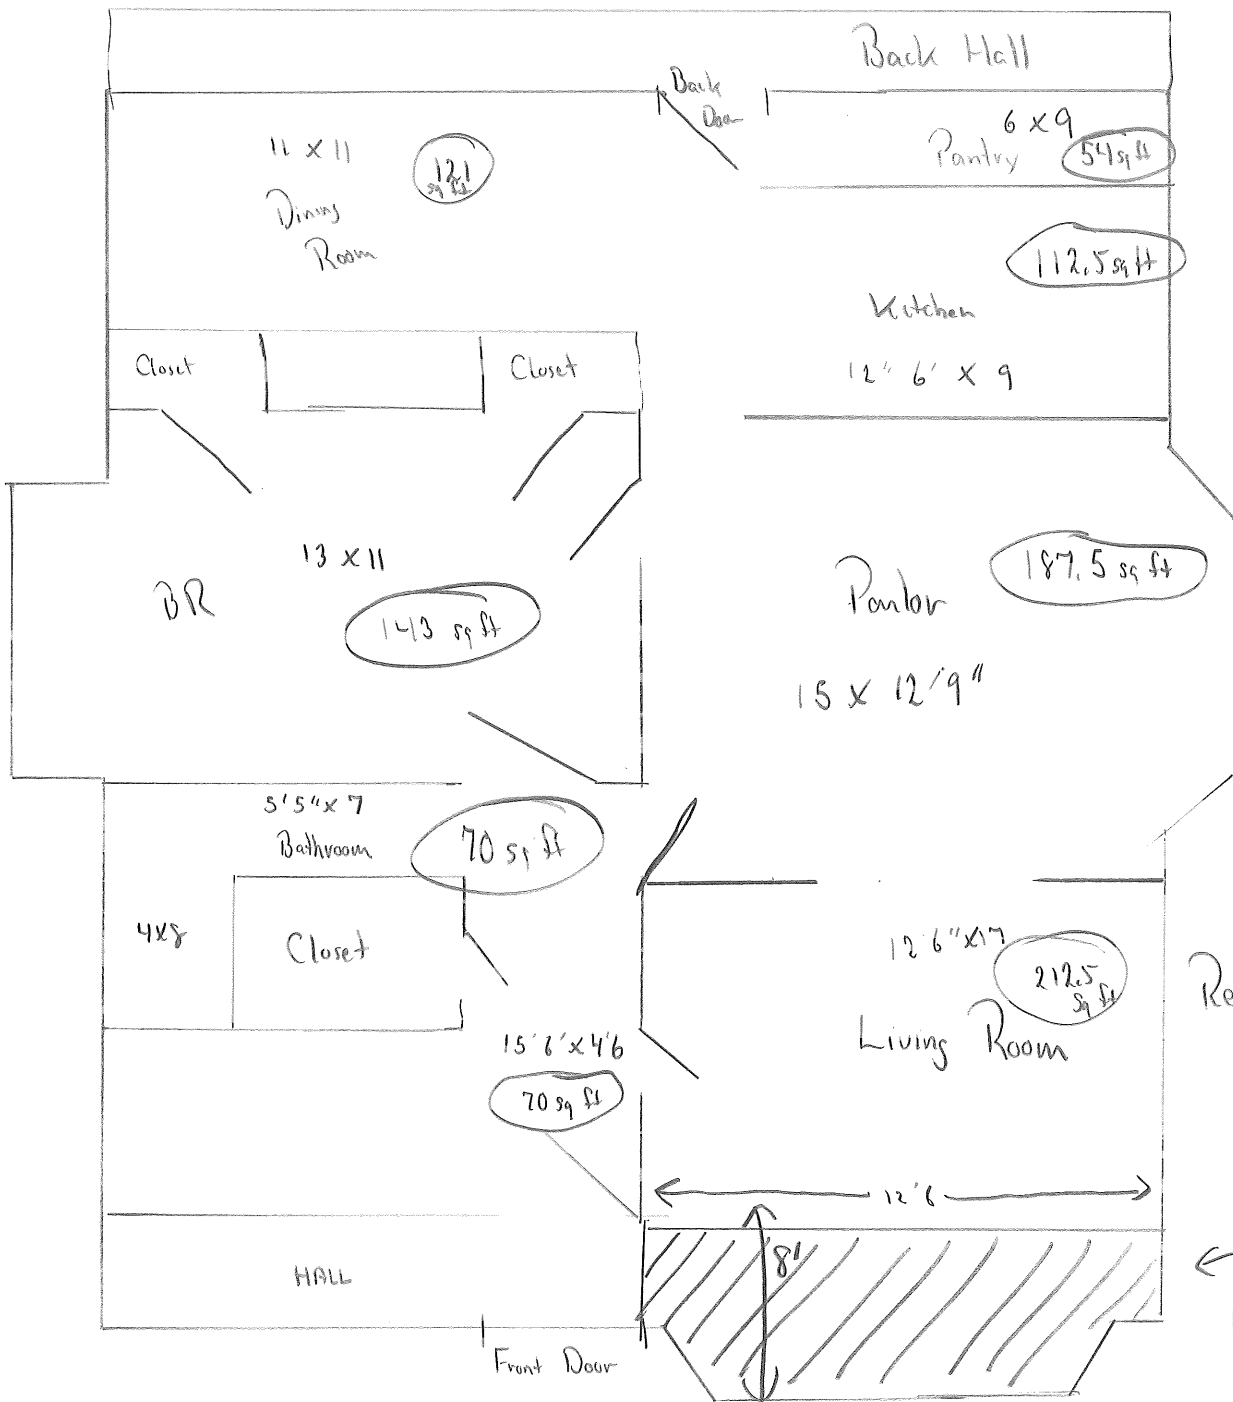 Back Hall
Back
Door
11 x 11
121
sq ft
Dining
Room
6 x 9
Pantry
54 sq ft
112.5 sq ft
Kitchen
12" 6' x 9
Closet
Closet
13 x 11
BR
143 sq ft
187.5 sq ft
Parlor
15 x 12'9"
5'5" x 7
Bathroom
70 sq ft
4x8
Closet
12'6" x 17
212.5
sq ft
Living Room
15'6' x 4'6
70 sq ft
12'6
8'
HALL
Front Door